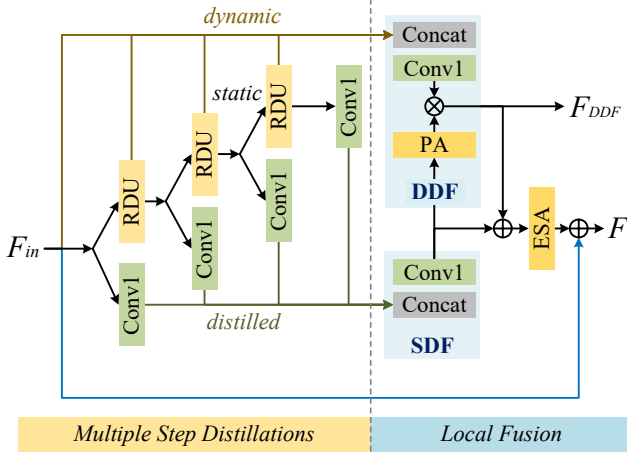 dynamic
Concat
Conv1
static
RDU
Conv1
F_DDF
RDU
PA
RDU
DDF
Conv1
F_in
Conv1
ESA
F
Conv1
Conv1
distilled
Concat
SDF
Multiple Step Distillations
Local Fusion